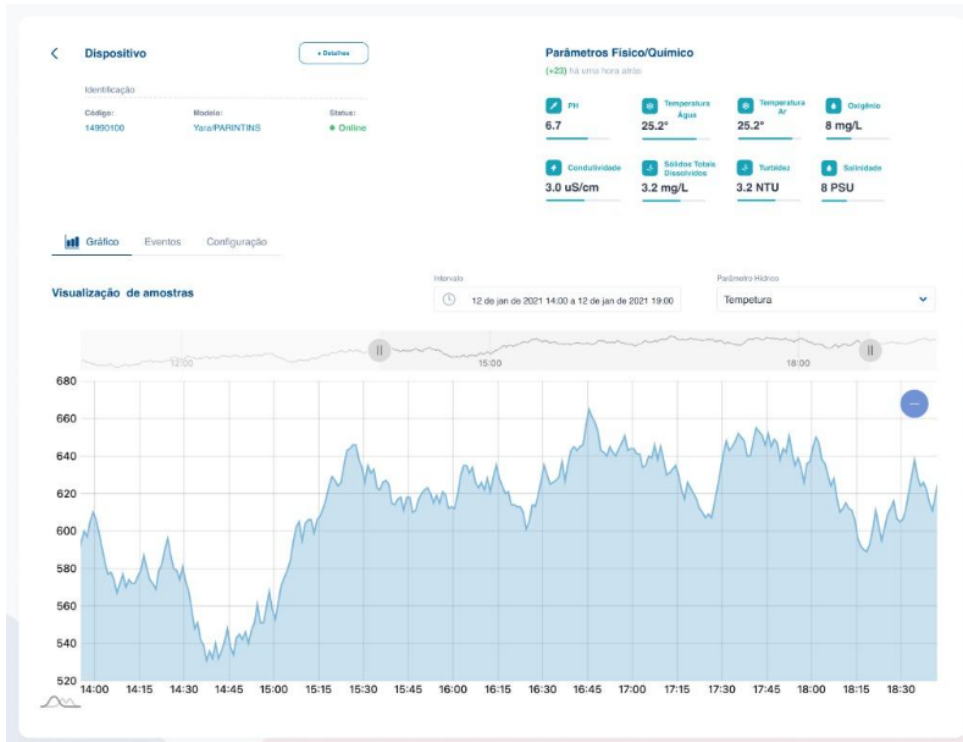 Dispositivo
+ Detalhes
Identificação
Código:
Modelo:
Status:
14990100
Yara/PARINTINS
Online
Parâmetros Físico/Químico
(+23) há uma hora atrás
PH
6.7
Temperatura
Água
25.2°
Temperatura
Ar
25.2°
Oxigênio
8 mg/L
Condutividade
3.0 uS/cm
Sólidos Totais
Dissolvidos
3.2 mg/L
Turbidez
3.2 NTU
Salinidade
8 PSU
Gráfico
Eventos
Configuração
Visualização de amostras
Intervalo
12 de jan de 2021 14:00 a 12 de jan de 2021 19:00
Parâmetro Hídrico
Tempetura
12:00
15:00
18:00
680
660
640
620
600
580
560
540
520
14:00
14:15
14:30
14:45
15:00
15:15
15:30
15:45
16:00
16:15
16:30
16:45
17:00
17:15
17:30
17:45
18:00
18:15
18:30